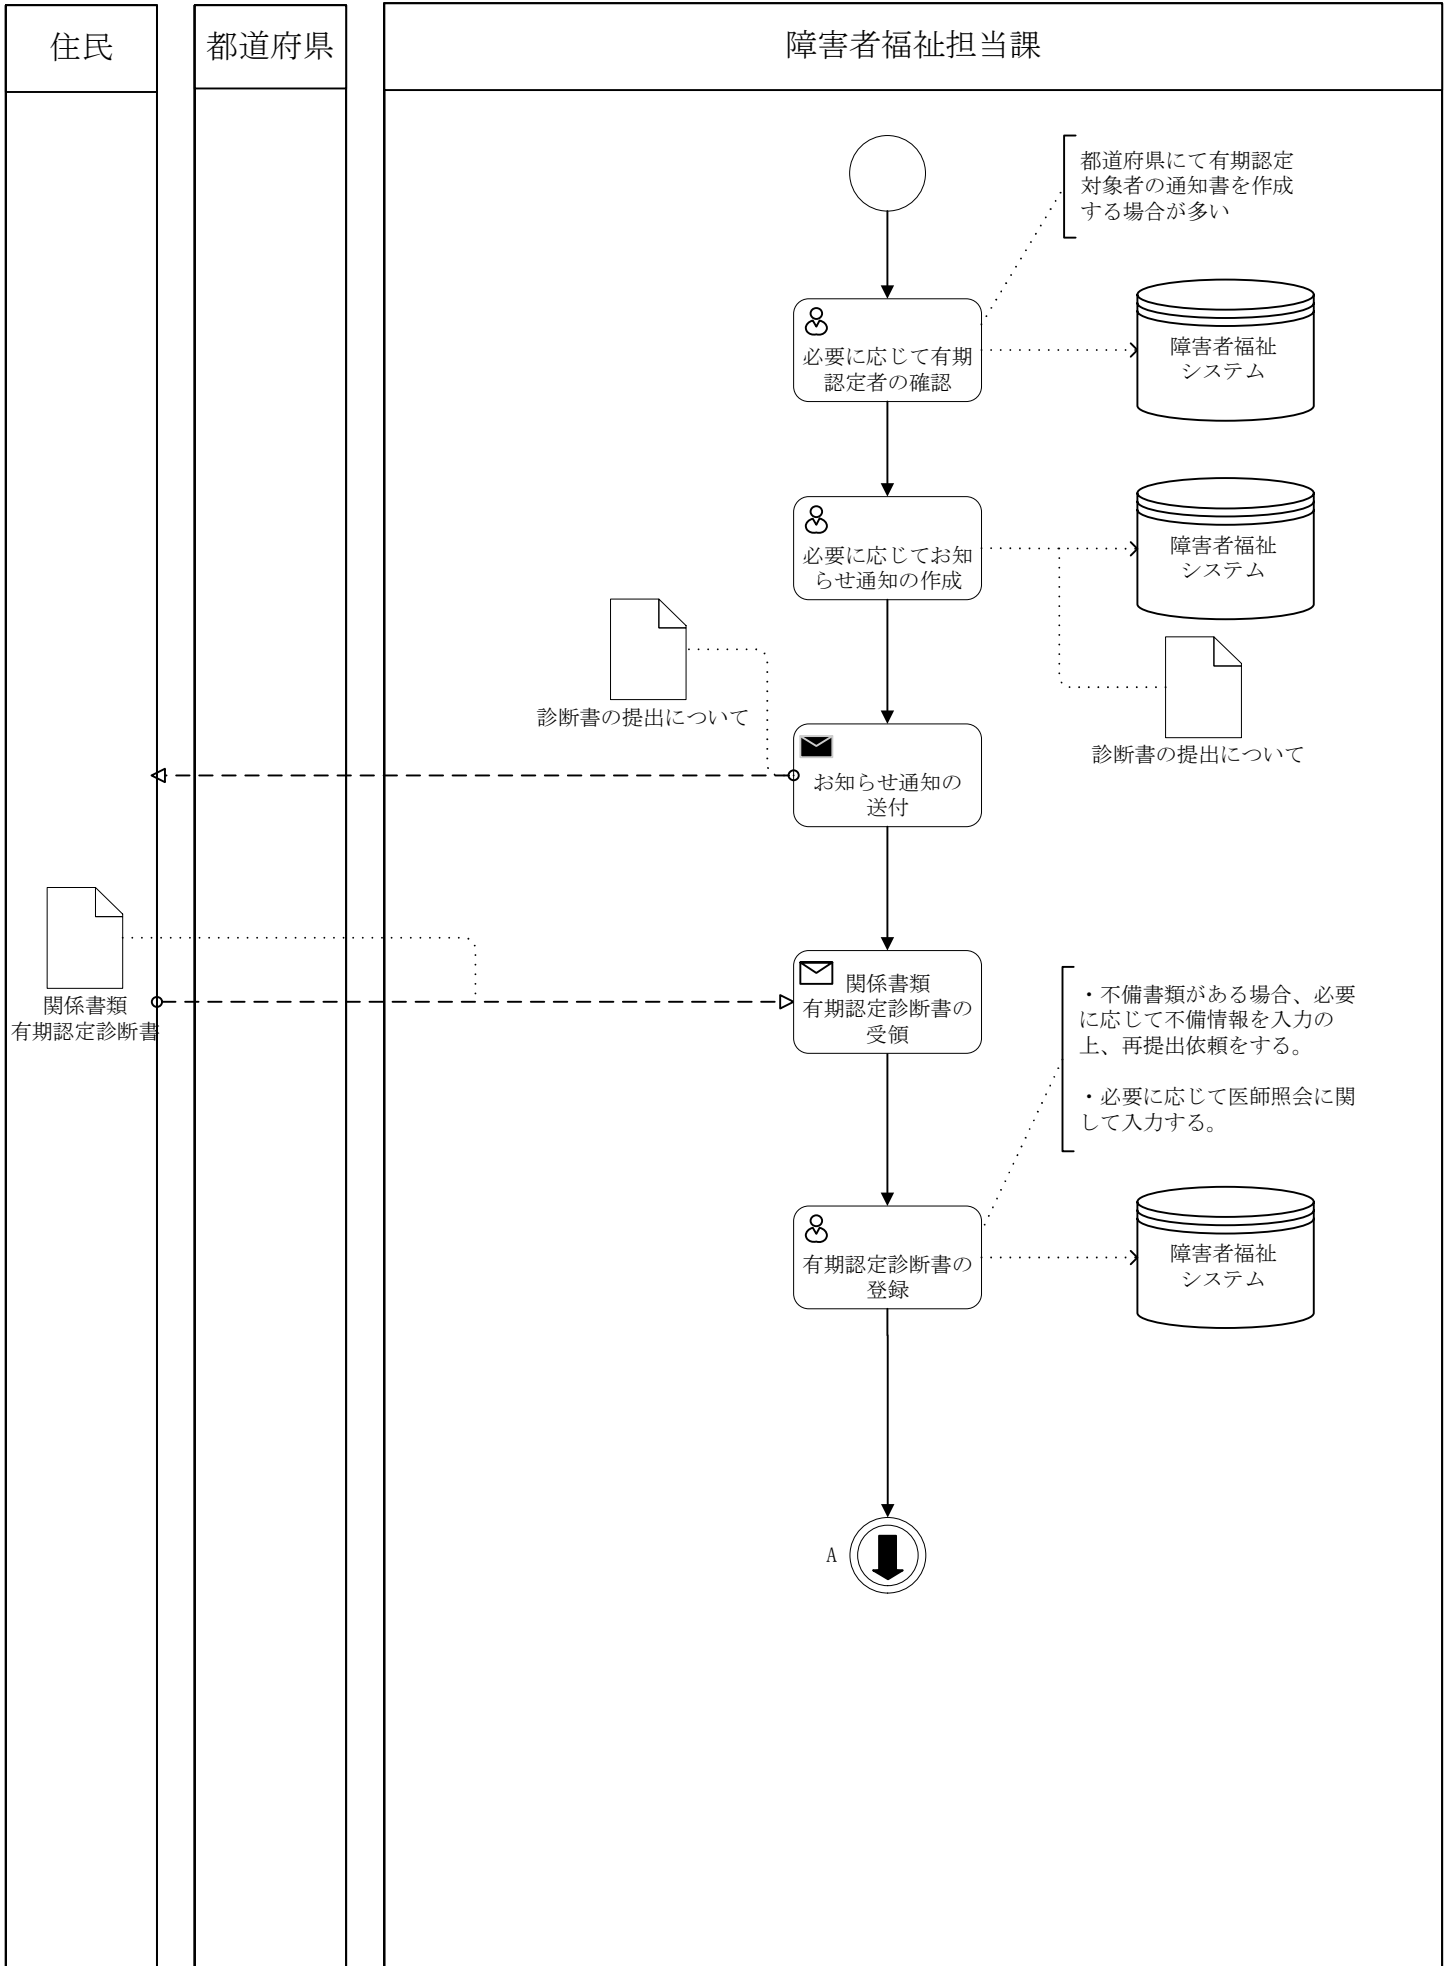 住民
都道府県
障害者福祉担当課
都道府県にて有期認定
対象者の通知書を作成
する場合が多い
必要に応じて有期
認定者の確認
障害者福祉
システム
必要に応じてお知
らせ通知の作成
障害者福祉
システム
診断書の提出について
診断書の提出について
お知らせ通知の
送付
関係書類
有期認定診断書
関係書類
有期認定診断書の
受領
・不備書類がある場合、必要
に応じて不備情報を入力の
上、再提出依頼をする。
・必要に応じて医師照会に関
して入力する。
有期認定診断書の
登録
障害者福祉
システム
A